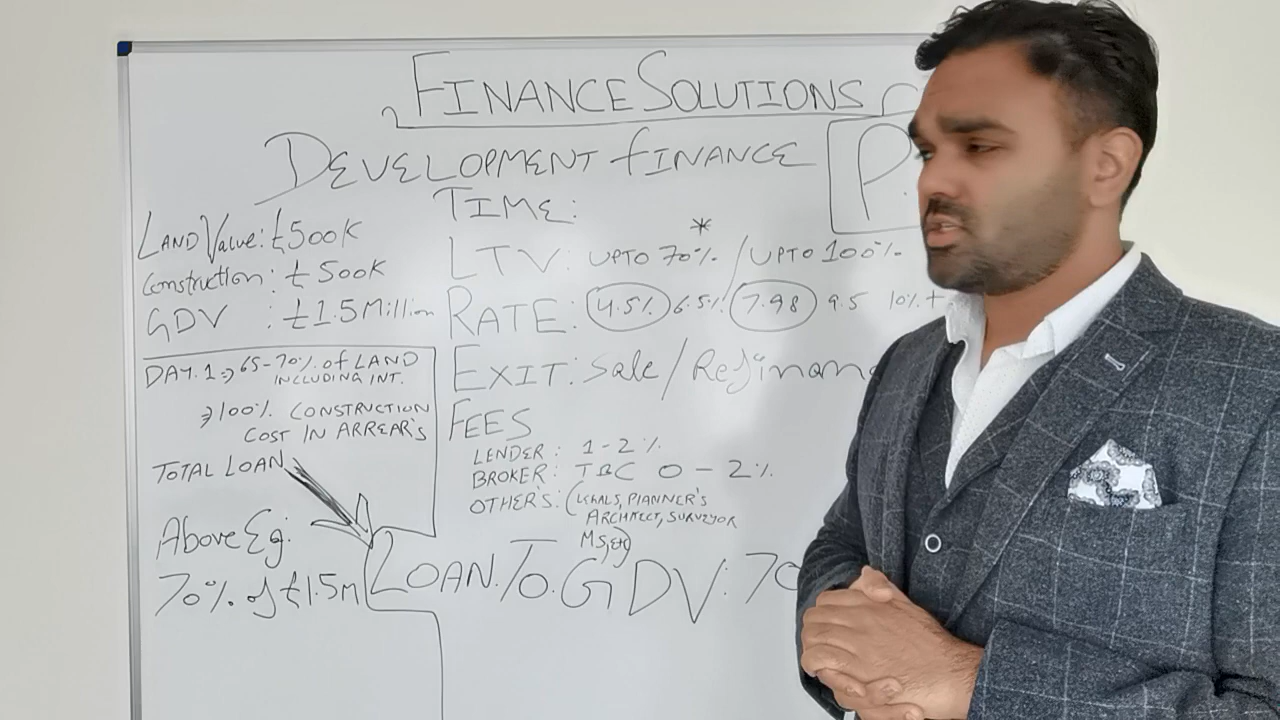 FINANCE SOLUTIONS
DEVELOPMENT FINANCE
P.
TIME:
LAND Value: £500K
Construction: £500K
GDV : £1.5 Million
DAY. 1 → 65-70% of LAND
INCLUDING INT.
→ 100% CONSTRUCTION
COST IN ARREAR'S
TOTAL LOAN
Above Eg:
70% of £1.5M
*
LTV: UPTO 70% / UPTO 100%
RATE: 4.5% 6.5% 7.98 9.5 10% +
EXIT: Sale / Refinanc
FEES
LENDER: 1-2%
BROKER: TBC 0-2%
OTHER'S: (LEGALS, PLANNER'S
ARCHITECT, SURVEYOR
MS, etc)
LOAN. TO. GDV: 70